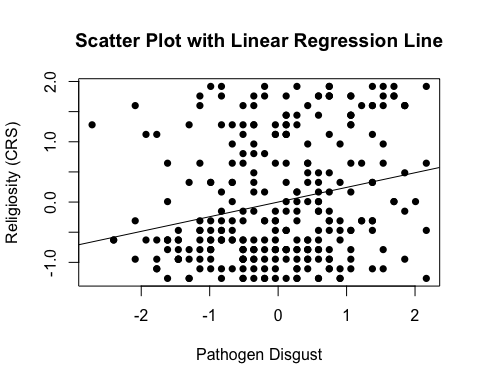 Scatter Plot with Linear Regression Line
Religiosity (CRS)
2.0
1.0
0.0
-1.0
-2 -1 0 1 2
Pathogen Disgust